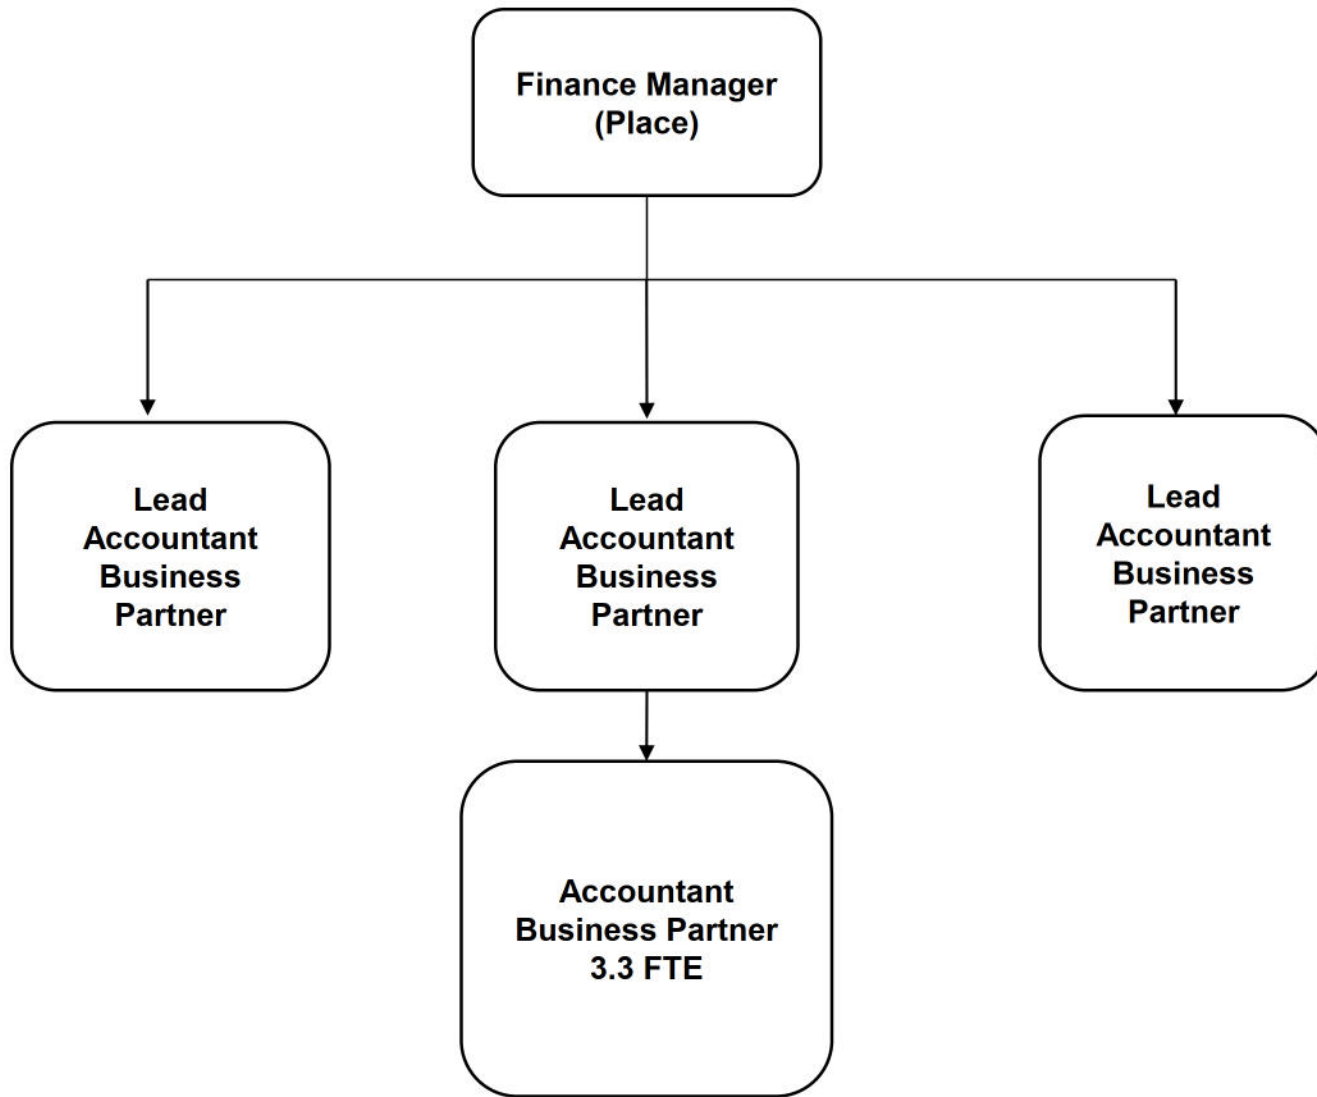 Finance Manager
(Place)
Lead
Accountant
Business
Partner
Lead
Accountant
Business
Partner
Lead
Accountant
Business
Partner
Accountant
Business Partner
3.3 FTE